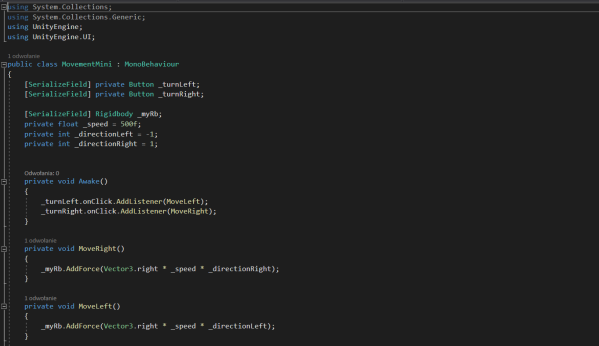 using System.Collections;
using System.Collections.Generic;
using UnityEngine;
using UnityEngine.UI;
1 odwołanie
public class MovementMini : MonoBehaviour
{
[SerializeField] private Button _turnLeft;
[SerializeField] private Button _turnRight;
[SerializeField] Rigidbody _myRb;
private float _speed = 500f;
private int _directionLeft = -1;
private int _directionRight = 1;
Odwołania: 0
private void Awake()
{
_turnLeft.onClick.AddListener(MoveLeft);
_turnRight.onClick.AddListener(MoveRight);
}
1 odwołanie
private void MoveRight()
{
_myRb.AddForce(Vector3.right * _speed * _directionRight);
}
1 odwołanie
private void MoveLeft()
{
_myRb.AddForce(Vector3.right * _speed * _directionLeft);
}